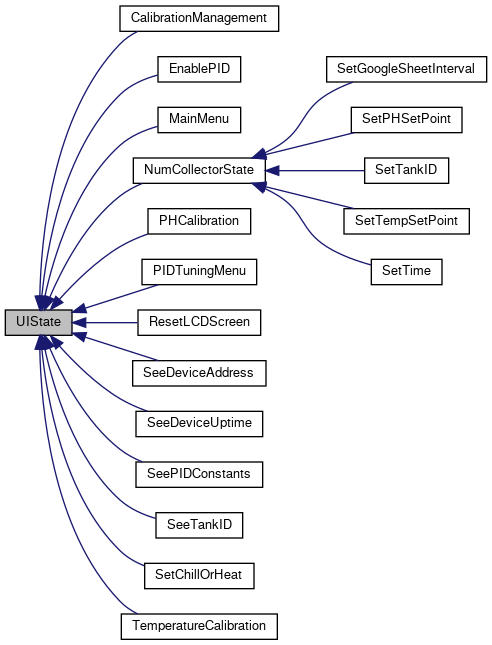 CalibrationManagement
EnablePID
MainMenu
NumCollectorState
PHCalibration
PIDTuningMenu
UIState
ResetLCDScreen
SeeDeviceAddress
SeeDeviceUptime
SeePIDConstants
SeeTankID
SetChillOrHeat
TemperatureCalibration
SetGoogleSheetInterval
SetPHSetPoint
SetTankID
SetTempSetPoint
SetTime